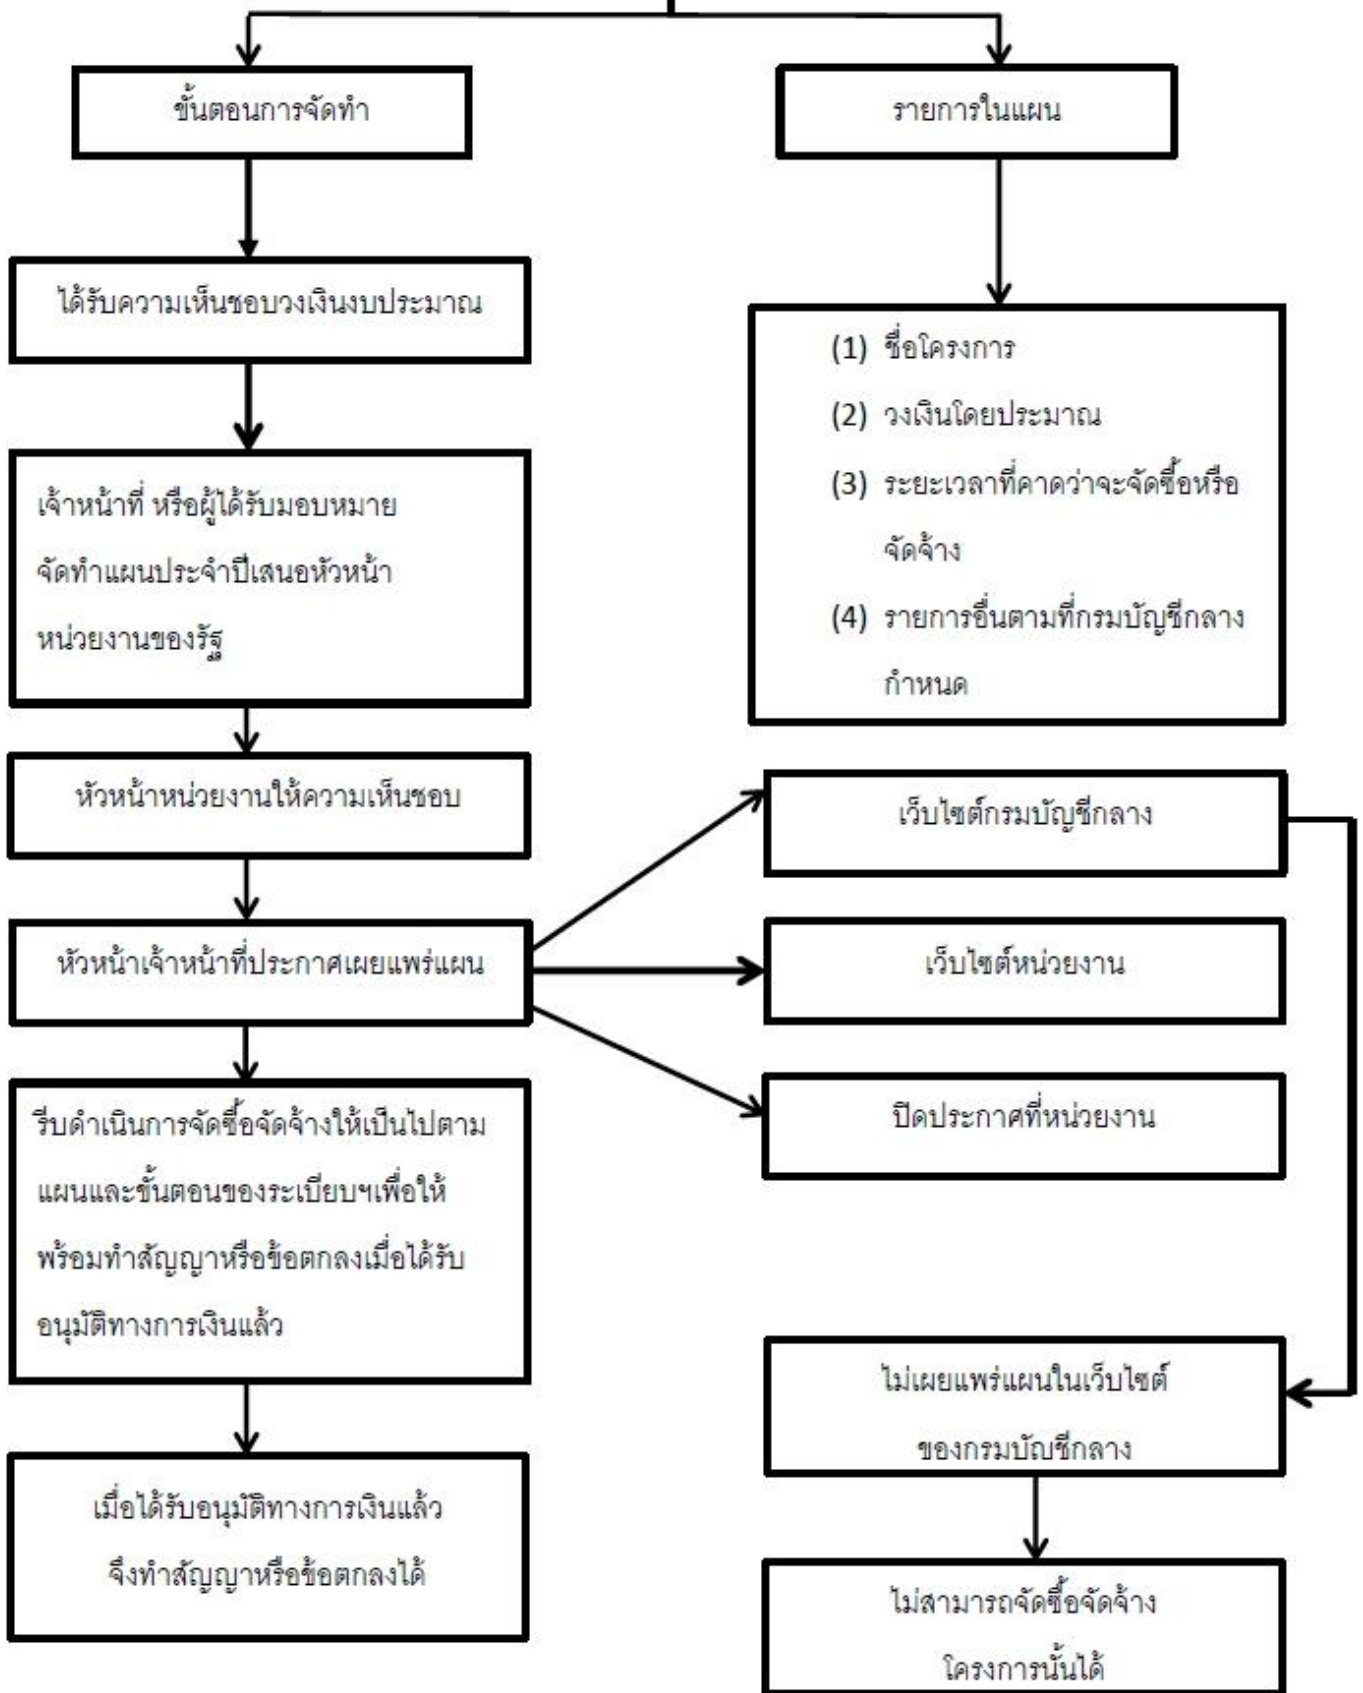 ขั้นตอนการจัดทำ
รายการในแผน
ได้รับความเห็นชอบวงเงินงบประมาณ
(1) ชื่อโครงการ
(2) วงเงินโดยประมาณ
(3) ระยะเวลาที่คาดว่าจะจัดซื้อหรือ
จัดจ้าง
(4) รายการอื่นตามที่กรมบัญชีกลาง
กำหนด
เจ้าหน้าที่ หรือผู้ได้รับมอบหมาย
จัดทำแผนประจำปีเสนอหัวหน้า
หน่วยงานของรัฐ
หัวหน้าหน่วยงานให้ความเห็นชอบ
หัวหน้าเจ้าหน้าที่ประกาศเผยแพร่แผน
เว็บไซต์กรมบัญชีกลาง
เว็บไซต์หน่วยงาน
ปิดประกาศที่หน่วยงาน
รีบดำเนินการจัดซื้อจัดจ้างให้เป็นไปตาม
แผนและขั้นตอนของระเบียบฯเพื่อให้
พร้อมทำสัญญาหรือข้อตกลงเมื่อได้รับ
อนุมัติทางการเงินแล้ว
เมื่อได้รับอนุมัติทางการเงินแล้ว
จึงทำสัญญาหรือข้อตกลงได้
ไม่เผยแพร่แผนในเว็บไซต์
ของกรมบัญชีกลาง
ไม่สามารถจัดซื้อจัดจ้าง
โครงการนั้นได้